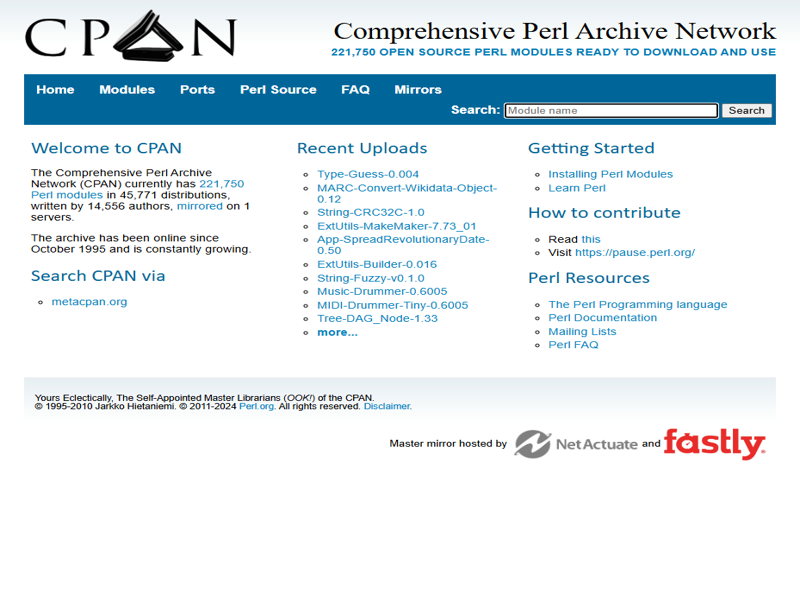 CPAN
Comprehensive Perl Archive Network
221,750 OPEN SOURCE PERL MODULES READY TO DOWNLOAD AND USE
Home Modules Ports Perl Source FAQ Mirrors
Search: Module name Search
Welcome to CPAN
The Comprehensive Perl Archive
Network (CPAN) currently has 221,750
Perl modules in 45,771 distributions,
written by 14,556 authors, mirrored on 1
servers.
The archive has been online since
October 1995 and is constantly growing.
Search CPAN via
metacpan.org
Recent Uploads
Type-Guess-0.004
MARC-Convert-Wikidata-Object-
0.12
String-CRC32C-1.0
ExtUtils-MakeMaker-7.73_01
App-SpreadRevolutionaryDate-
0.50
ExtUtils-Builder-0.016
String-Fuzzy-v0.1.0
Music-Drummer-0.6005
MIDI-Drummer-Tiny-0.6005
Tree-DAG_Node-1.33
more...
Getting Started
Installing Perl Modules
Learn Perl
How to contribute
Read this
Visit https://pause.perl.org/
Perl Resources
The Perl Programming language
Perl Documentation
Mailing Lists
Perl FAQ
Yours Eclectically, The Self-Appointed Master Librarians (OOK!) of the CPAN.
© 1995-2010 Jarkko Hietaniemi. © 2011-2024 Perl.org. All rights reserved. Disclaimer.
Master mirror hosted by NetActuate and fastly